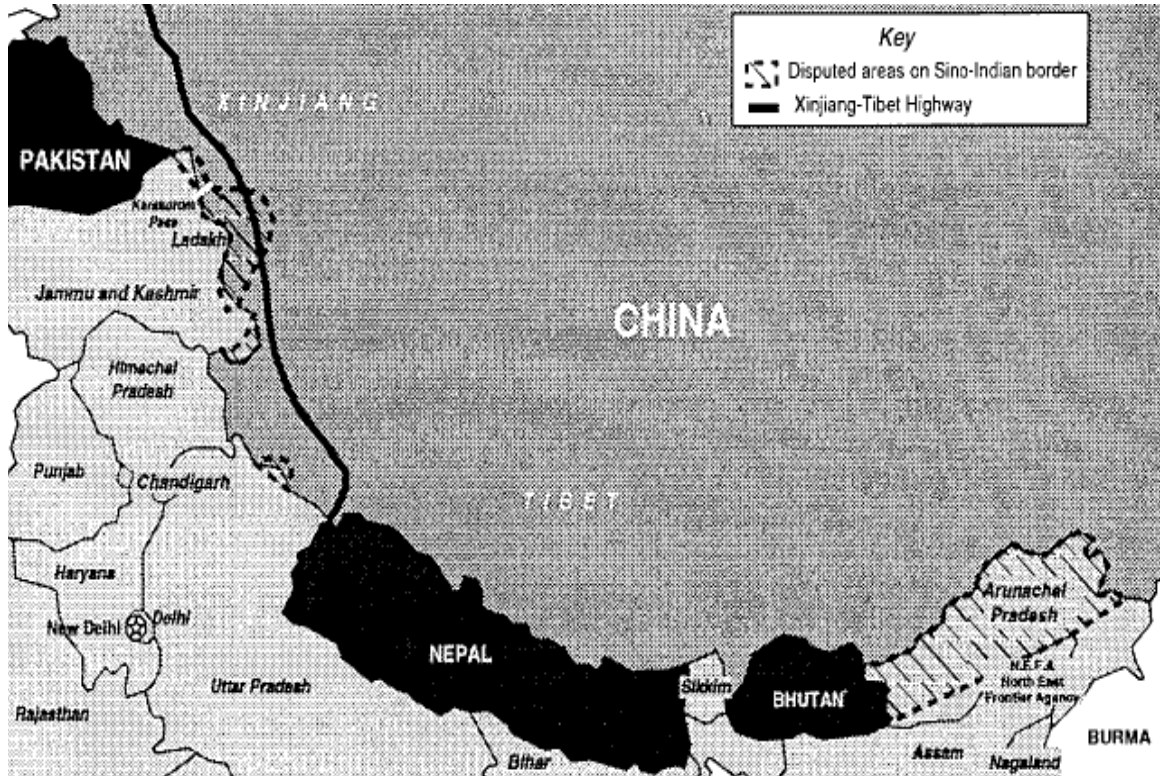 Key
Disputed areas on Sino-Indian border
Xinjiang-Tibet Highway
XINJIANG
PAKISTAN
Karakoram
Pass
Ladakh
Jammu and Kashmir
CHINA
Himachal
Pradesh
Punjab
Chandigarh
TIBET
Haryana
New Delhi
Delhi
Arunachal
Pradesh
NEPAL
Uttar Pradesh
Sikkim
BHUTAN
N.E.F.A
North East
Frontier Agency
Rajasthan
Bihar
Assam
Nagaland
BURMA